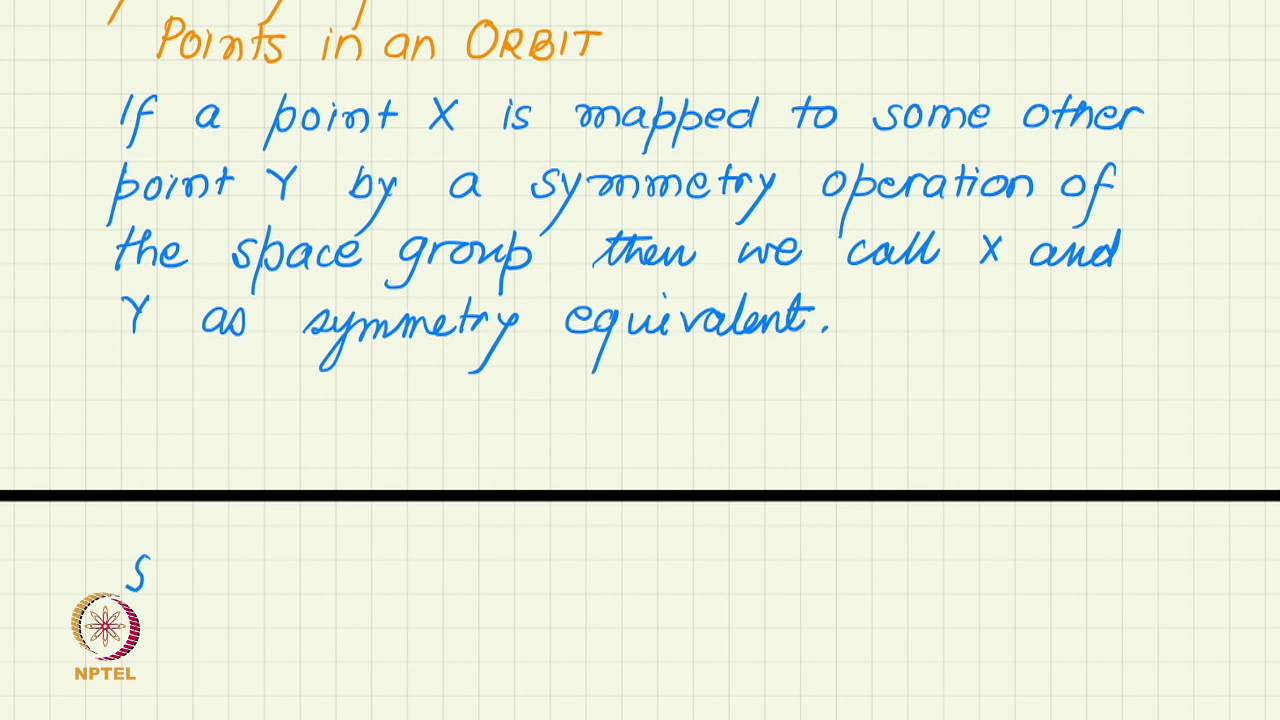 Points in an ORBIT
If a point X is mapped to some other
point Y by a symmetry operation of
the space group then we call X and
Y as symmetry equivalent.
S
NPTEL